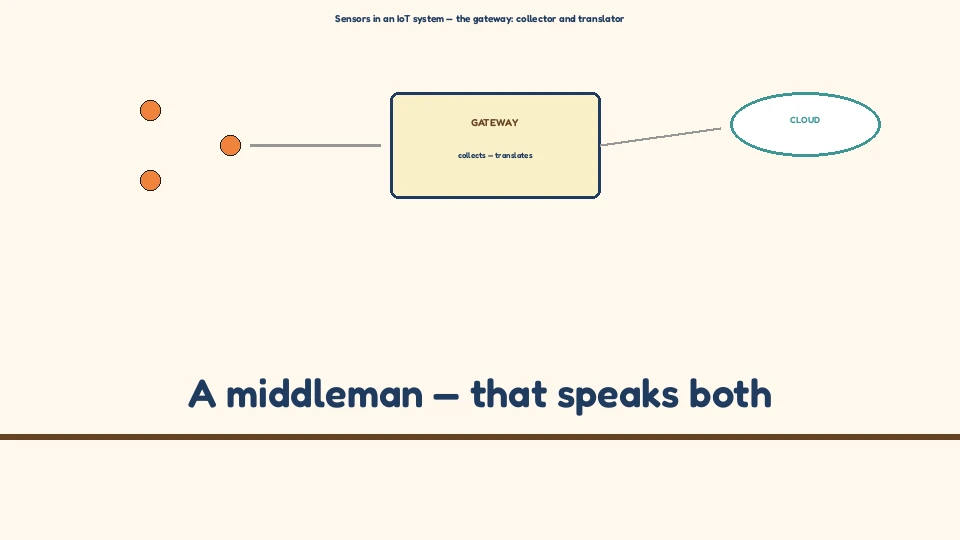 Sensors in an IoT system — the gateway: collector and translator
GATEWAY
collects — translates
CLOUD
A middleman — that speaks both